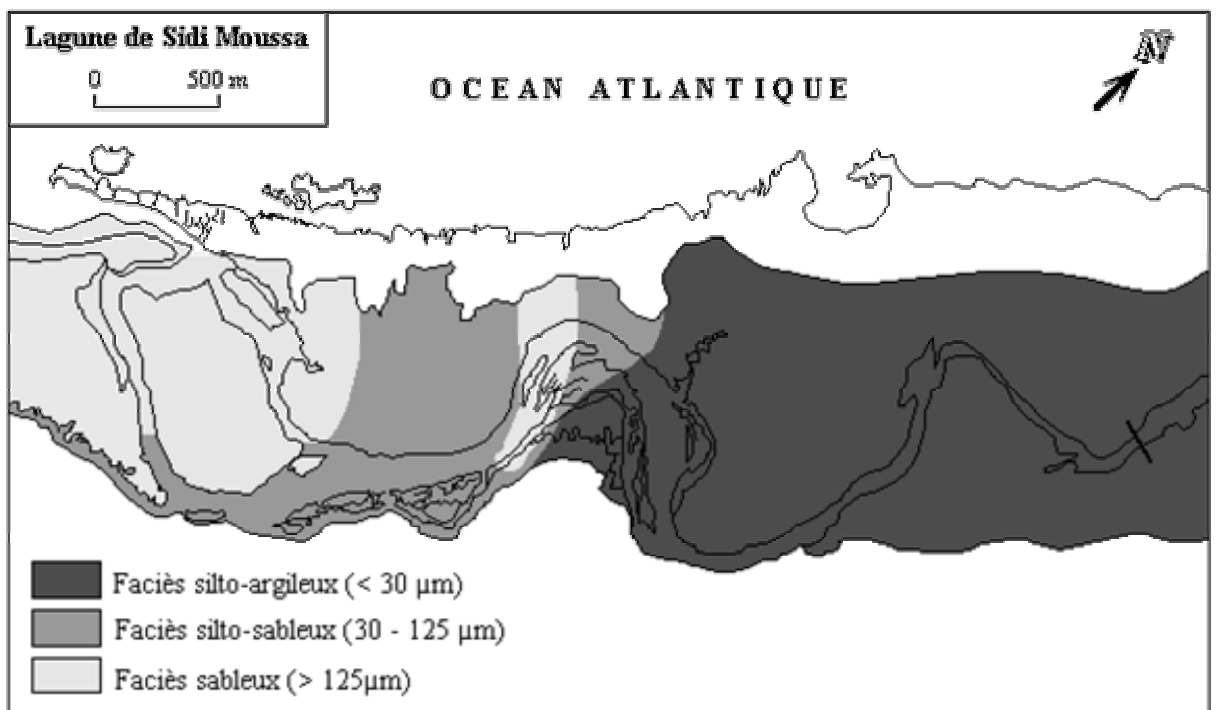 Lagune de Sidi Moussa
0 500 m
OCEAN ATLANTIQUE
N
Faciès silto-argileux (< 30 µm)
Faciès silto-sableux (30 - 125 µm)
Faciès sableux (> 125µm)